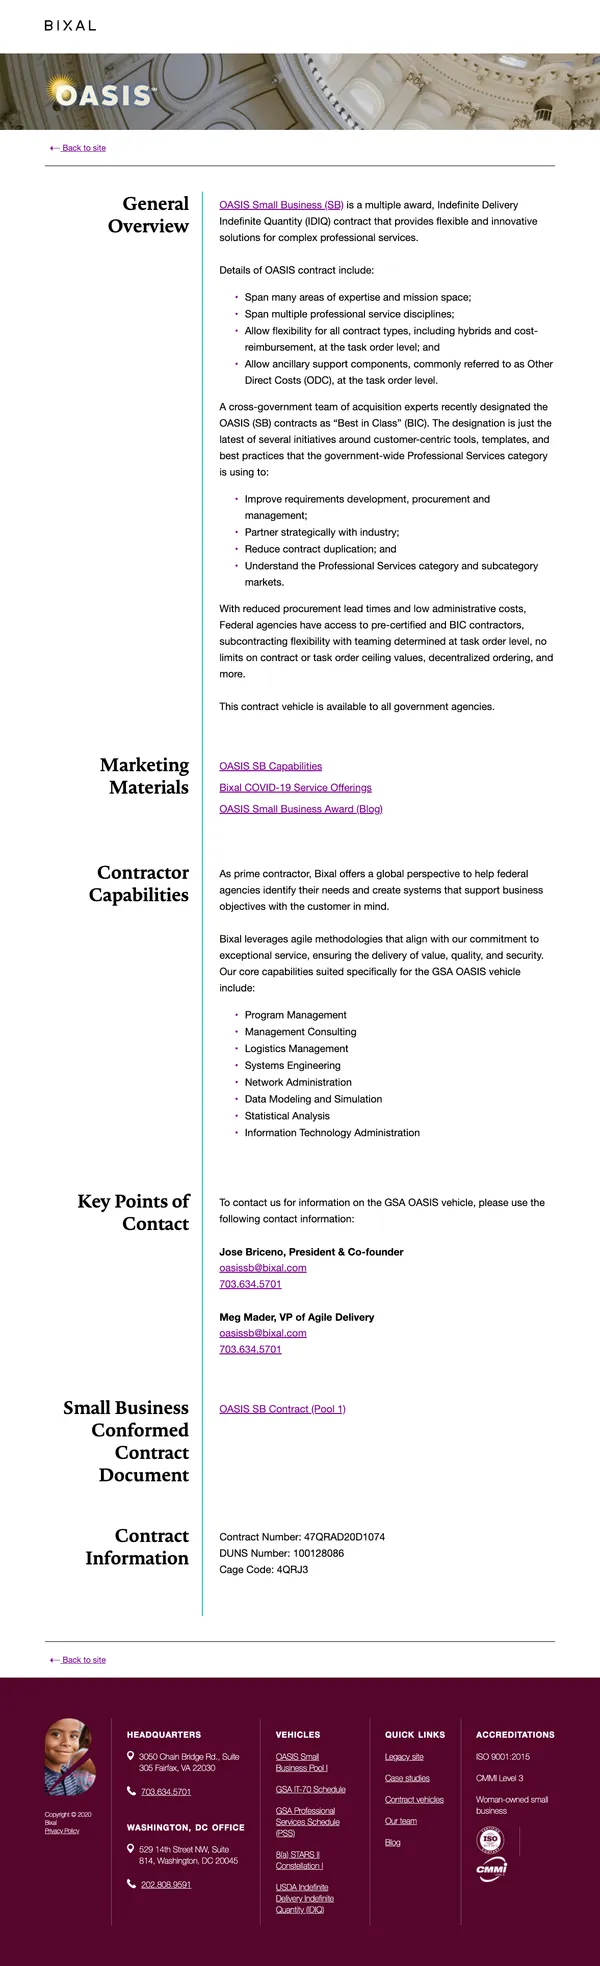 BIXAL
OASIS
SM
← Back to site
General
Overview
OASIS Small Business (SB) is a multiple award, Indefinite Delivery
Indefinite Quantity (IDIQ) contract that provides flexible and innovative
solutions for complex professional services.
Details of OASIS contract include:
• Span many areas of expertise and mission space;
• Span multiple professional service disciplines;
• Allow flexibility for all contract types, including hybrids and cost-
reimbursement, at the task order level; and
• Allow ancillary support components, commonly referred to as Other
Direct Costs (ODC), at the task order level.
A cross-government team of acquisition experts recently designated the
OASIS (SB) contracts as “Best in Class” (BIC). The designation is just the
latest of several initiatives around customer-centric tools, templates, and
best practices that the government-wide Professional Services category
is using to:
• Improve requirements development, procurement and
management;
• Partner strategically with industry;
• Reduce contract duplication; and
• Understand the Professional Services category and subcategory
markets.
With reduced procurement lead times and low administrative costs,
Federal agencies have access to pre-certified and BIC contractors,
subcontracting flexibility with teaming determined at task order level, no
limits on contract or task order ceiling values, decentralized ordering, and
more.
This contract vehicle is available to all government agencies.
Marketing
Materials
OASIS SB Capabilities
Bixal COVID-19 Service Offerings
OASIS Small Business Award (Blog)
Contractor
Capabilities
As prime contractor, Bixal offers a global perspective to help federal
agencies identify their needs and create systems that support business
objectives with the customer in mind.
Bixal leverages agile methodologies that align with our commitment to
exceptional service, ensuring the delivery of value, quality, and security.
Our core capabilities suited specifically for the GSA OASIS vehicle
include:
• Program Management
• Management Consulting
• Logistics Management
• Systems Engineering
• Network Administration
• Data Modeling and Simulation
• Statistical Analysis
• Information Technology Administration
Key Points of
Contact
To contact us for information on the GSA OASIS vehicle, please use the
following contact information:
Jose Briceno, President & Co-founder
oasissb@bixal.com
703.634.5701
Meg Mader, VP of Agile Delivery
oasissb@bixal.com
703.634.5701
Small Business
Conformed
Contract
Document
OASIS SB Contract (Pool 1)
Contract
Information
Contract Number: 47QRAD20D1074
DUNS Number: 100128086
Cage Code: 4QRJ3
← Back to site
Copyright © 2020
Bixal
Privacy Policy
HEADQUARTERS
3050 Chain Bridge Rd., Suite
305 Fairfax, VA 22030
703.634.5701
WASHINGTON, DC OFFICE
529 14th Street NW, Suite
814, Washington, DC 20045
202.808.9591
VEHICLES
OASIS Small
Business Pool I
GSA IT-70 Schedule
GSA Professional
Services Schedule
(PSS)
8(a) STARS II
Constellation I
USDA Indefinite
Delivery Indefinite
Quantity (IDIQ)
QUICK LINKS
Legacy site
Case studies
Contract vehicles
Our team
Blog
ACCREDITATIONS
ISO 9001:2015
CMMI Level 3
Woman-owned small
business
ISO
CMMI